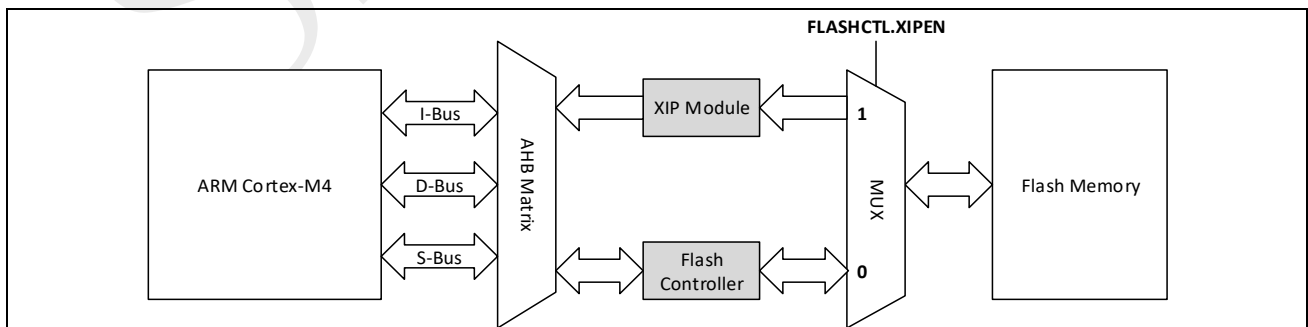 FLASHCTL.XIPEN
I-Bus
XIP Module
1
ARM Cortex-M4
D-Bus
AHB Matrix
MUX
Flash Memory
S-Bus
Flash
Controller
0